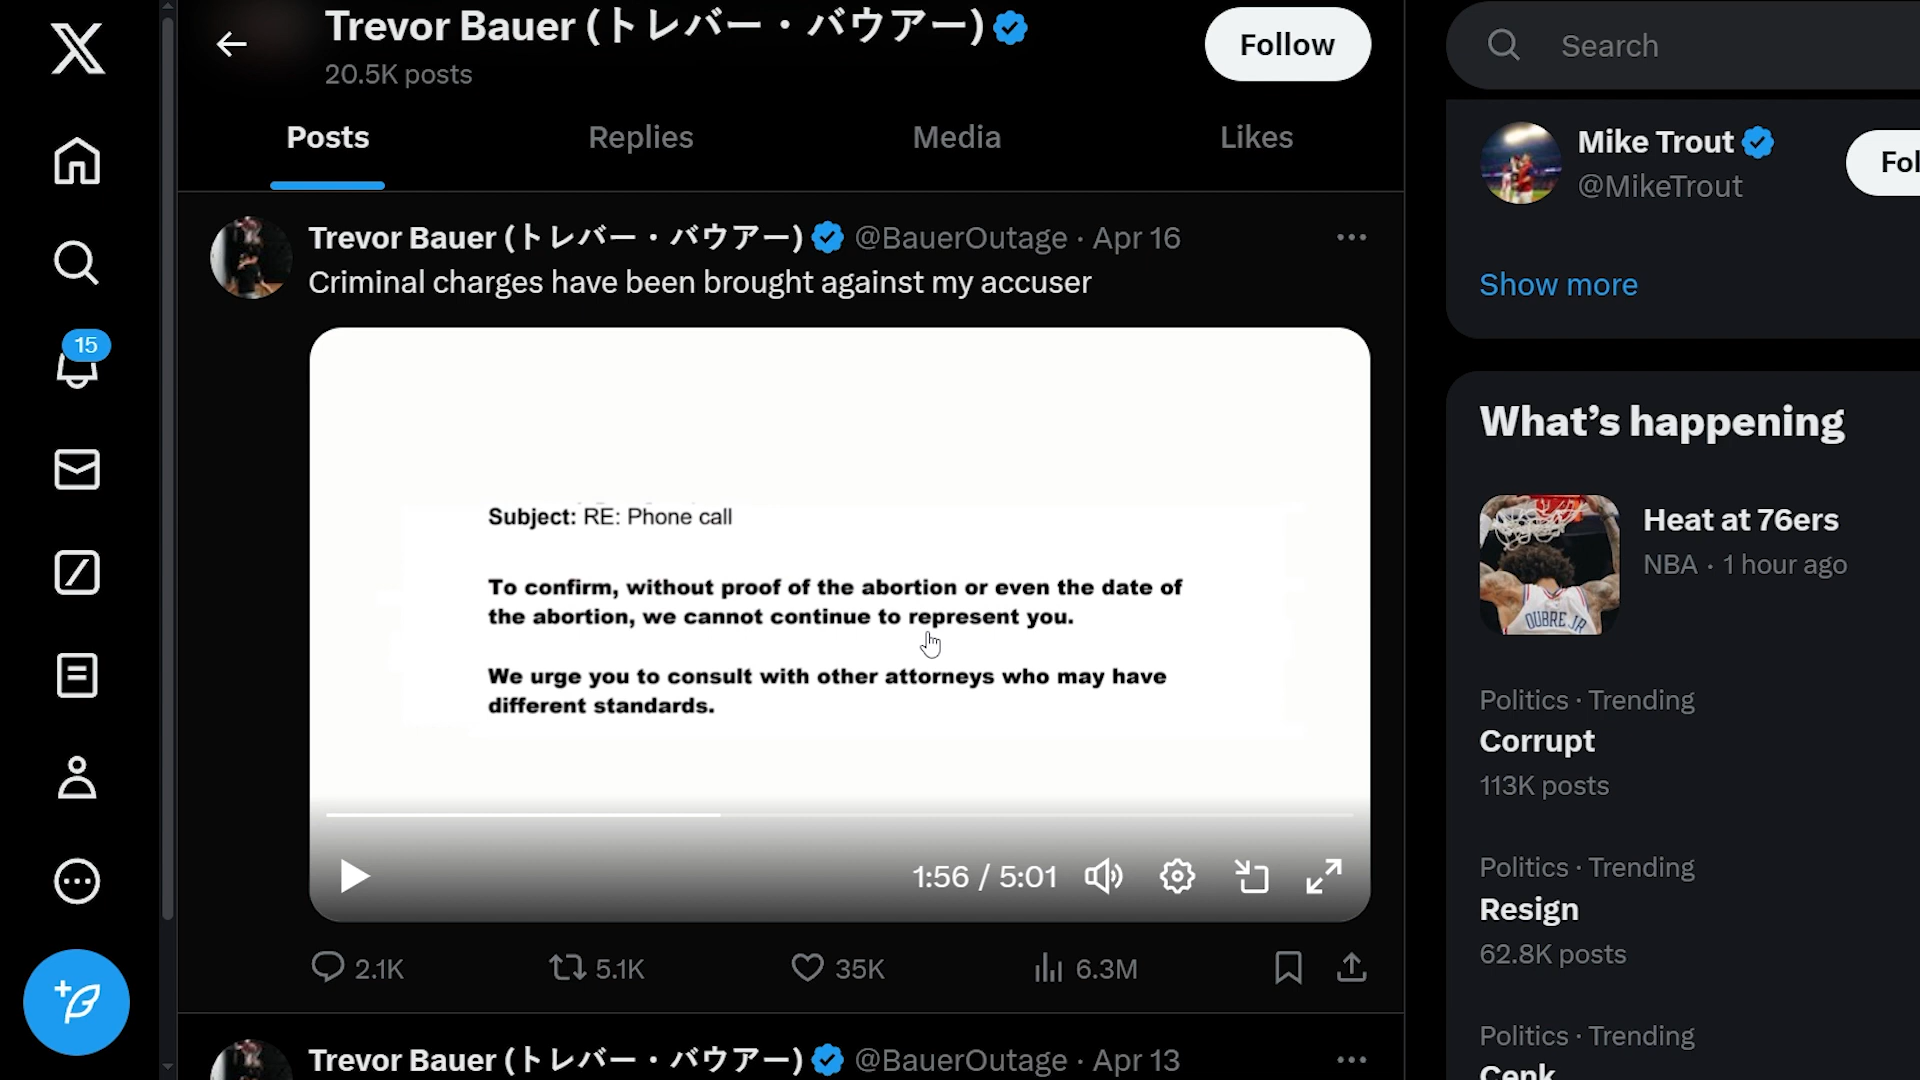 Trevor Bauer (トレバー・バウアー)
20.5K posts
Follow
Posts
Replies
Media
Likes
Trevor Bauer (トレバー・バウアー) @BauerOutage · Apr 16
Criminal charges have been brought against my accuser
Subject: RE: Phone call
To confirm, without proof of the abortion or even the date of
the abortion, we cannot continue to represent you.
We urge you to consult with other attorneys who may have
different standards.
1:56 / 5:01
2.1K
5.1K
35K
6.3M
Trevor Bauer (トレバー・バウアー) @BauerOutage · Apr 13
15
Search
Mike Trout
@MikeTrout
Fol
Show more
What's happening
Heat at 76ers
NBA · 1 hour ago
OUBRE JR
Politics · Trending
Corrupt
113K posts
Politics · Trending
Resign
62.8K posts
Politics · Trending
Cenk